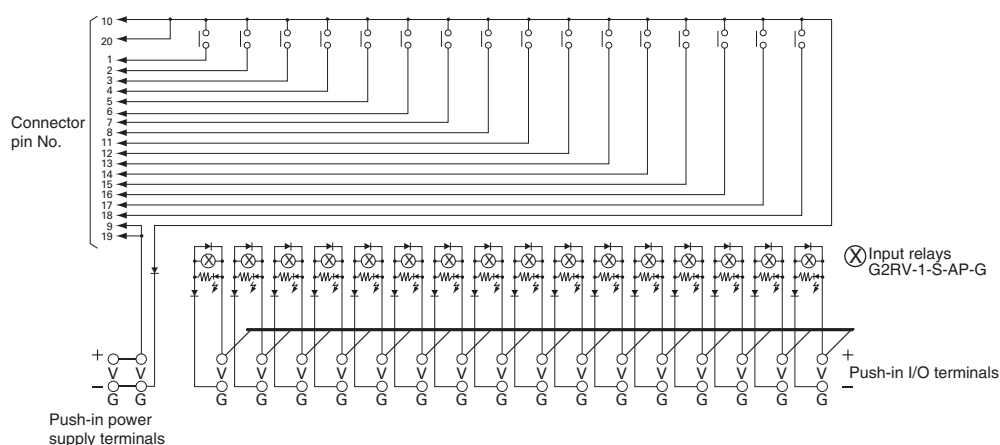 10
20
1
2
3
4
5
6
7
8
11
12
13
14
15
16
17
18
9
19
Connector
pin No.
Input relays
G2RV-1-S-AP-G
+ +
V V V V V V V V V V V V V V V V V V
Push-in I/O terminals
– –
G G G G G G G G G G G G G G G G G G
Push-in power
supply terminals